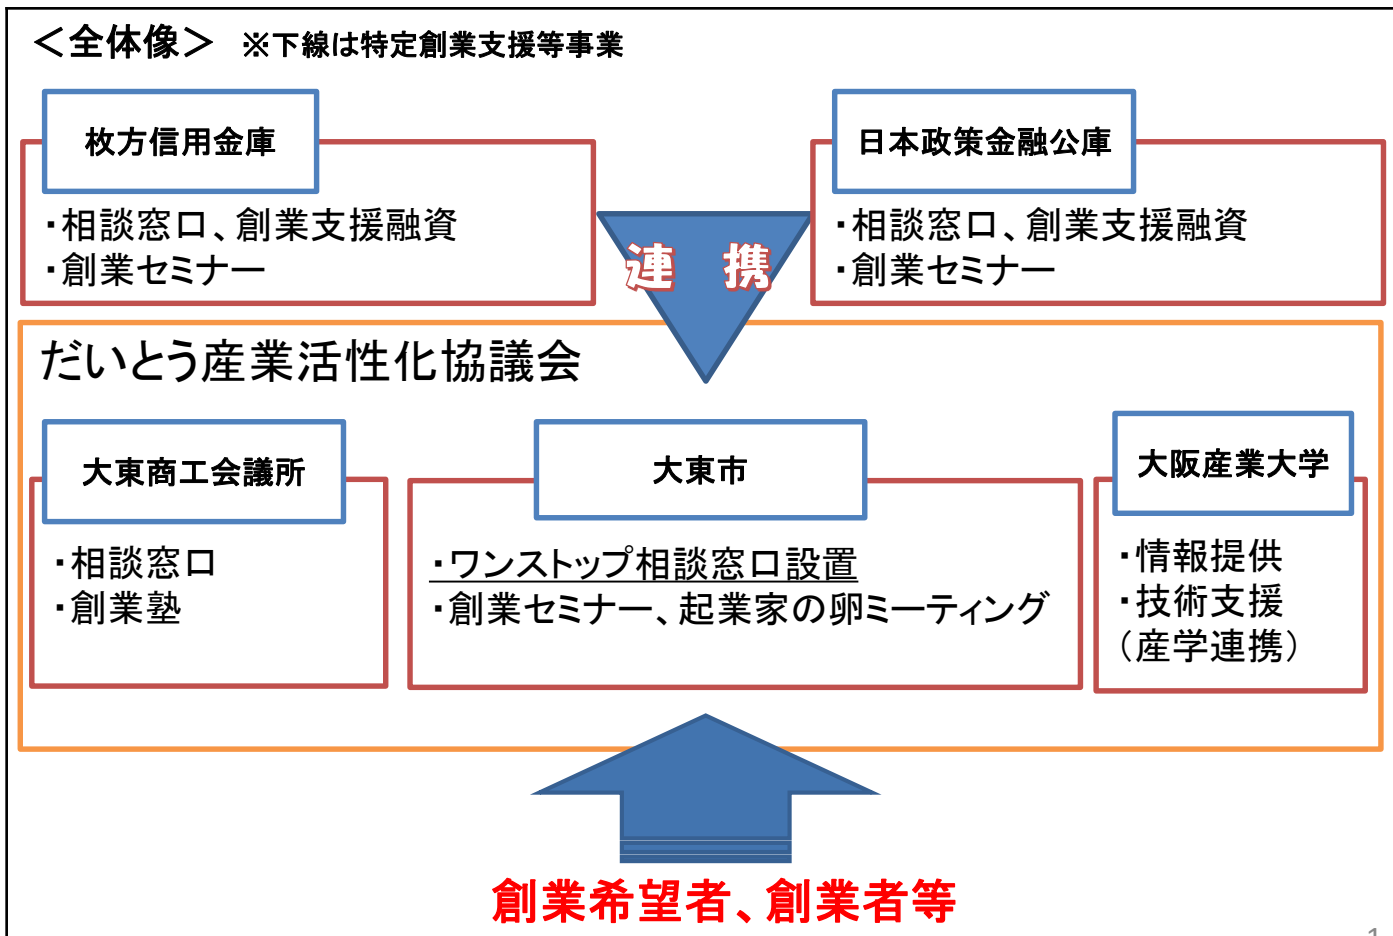 ＜全体像＞ ※下線は特定創業支援等事業
枚方信用金庫
・相談窓口、創業支援融資
・創業セミナー
日本政策金融公庫
・相談窓口、創業支援融資
・創業セミナー
連 携
だいとう産業活性化協議会
大東商工会議所
・相談窓口
・創業塾
大東市
・ワンストップ相談窓口設置
・創業セミナー、起業家の卵ミーティング
大阪産業大学
・情報提供
・技術支援
（産学連携）
創業希望者、創業者等
1